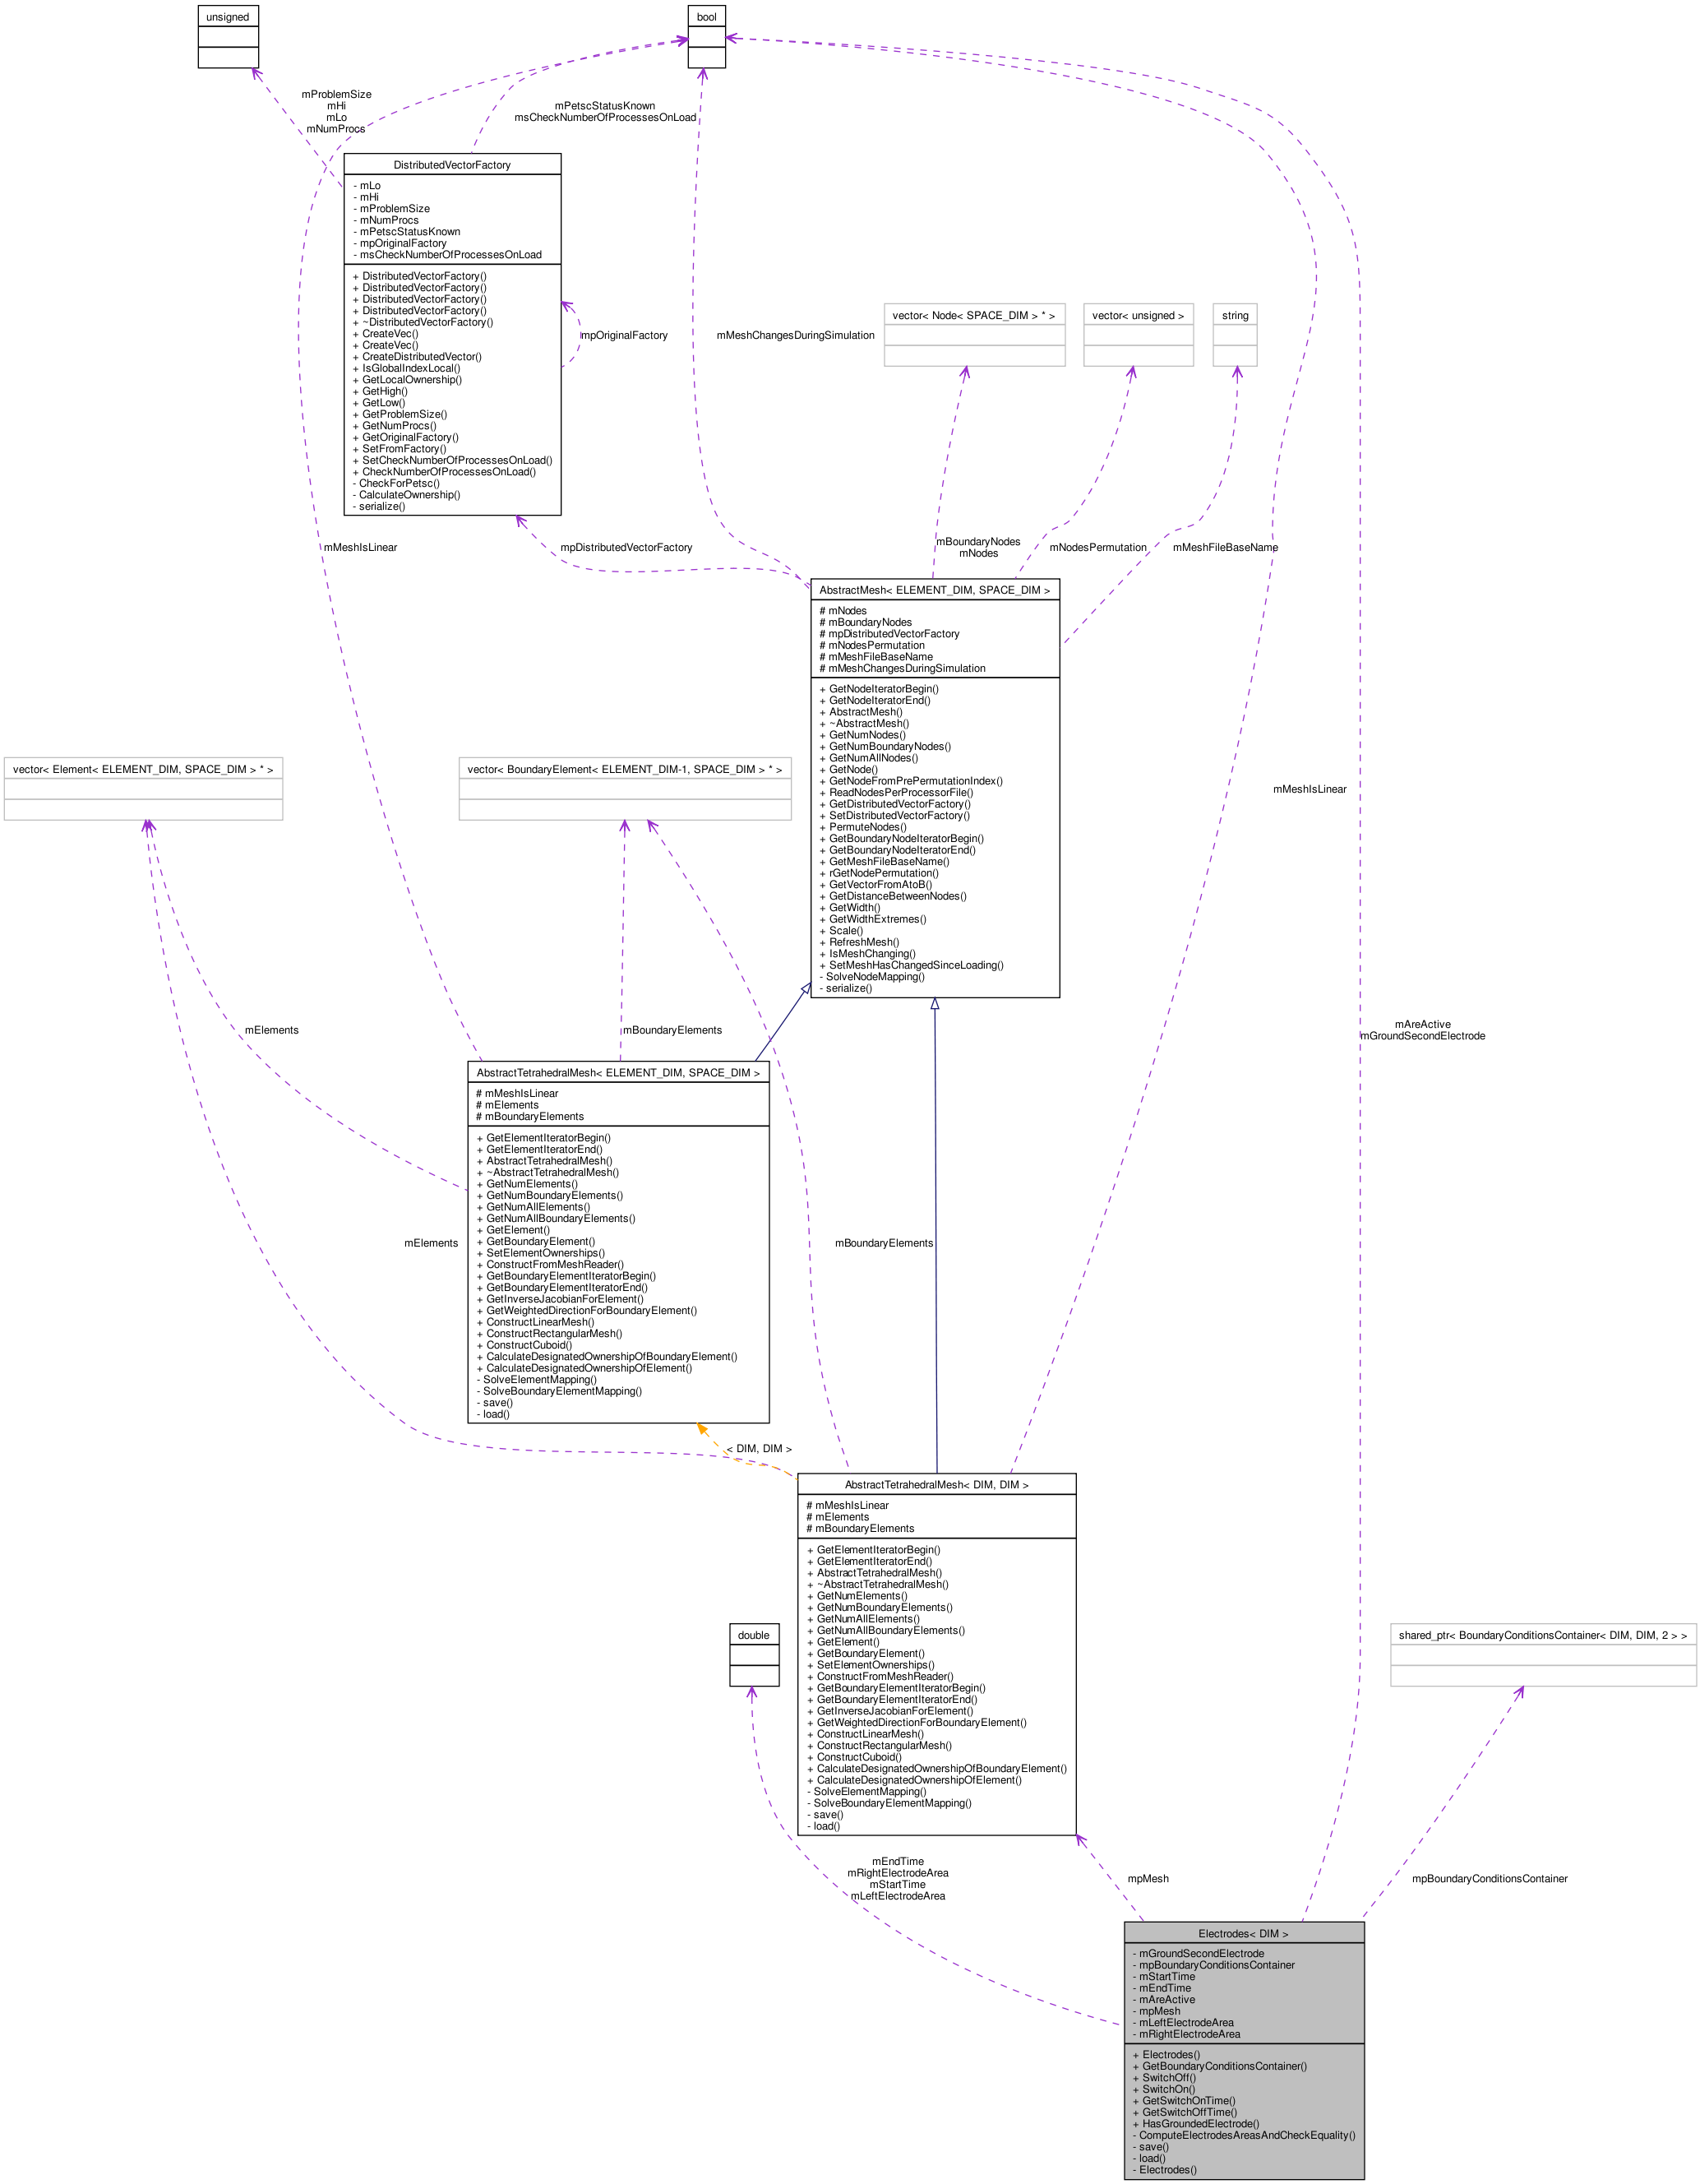 unsigned
bool
mProblemSize
mHi
mLo
mNumProcs
mPetscStatusKnown
msCheckNumberOfProcessesOnLoad
DistributedVectorFactory
- mLo
- mHi
- mProblemSize
- mNumProcs
- mPetscStatusKnown
- mpOriginalFactory
- msCheckNumberOfProcessesOnLoad
+ DistributedVectorFactory()
+ DistributedVectorFactory()
+ DistributedVectorFactory()
+ DistributedVectorFactory()
+ ~DistributedVectorFactory()
+ CreateVec()
+ CreateVec()
+ CreateDistributedVector()
+ IsGlobalIndexLocal()
+ GetLocalOwnership()
+ GetHigh()
+ GetLow()
+ GetProblemSize()
+ GetNumProcs()
+ GetOriginalFactory()
+ SetFromFactory()
+ SetCheckNumberOfProcessesOnLoad()
+ CheckNumberOfProcessesOnLoad()
- CheckForPetsc()
- CalculateOwnership()
- serialize()
mpOriginalFactory
mMeshChangesDuringSimulation
vector< Node< SPACE_DIM > * >
vector< unsigned >
string
mMeshIsLinear
mpDistributedVectorFactory
mBoundaryNodes
mNodes
mNodesPermutation
mMeshFileBaseName
AbstractMesh< ELEMENT_DIM, SPACE_DIM >
# mNodes
# mBoundaryNodes
# mpDistributedVectorFactory
# mNodesPermutation
# mMeshFileBaseName
# mMeshChangesDuringSimulation
+ GetNodeIteratorBegin()
+ GetNodeIteratorEnd()
+ AbstractMesh()
+ ~AbstractMesh()
+ GetNumNodes()
+ GetNumBoundaryNodes()
+ GetNumAllNodes()
+ GetNode()
+ GetNodeFromPrePermutationIndex()
+ ReadNodesPerProcessorFile()
+ GetDistributedVectorFactory()
+ SetDistributedVectorFactory()
+ PermuteNodes()
+ GetBoundaryNodeIteratorBegin()
+ GetBoundaryNodeIteratorEnd()
+ GetMeshFileBaseName()
+ rGetNodePermutation()
+ GetVectorFromAtoB()
+ GetDistanceBetweenNodes()
+ GetWidth()
+ GetWidthExtremes()
+ Scale()
+ RefreshMesh()
+ IsMeshChanging()
+ SetMeshHasChangedSinceLoading()
- SolveNodeMapping()
- serialize()
vector< Element< ELEMENT_DIM, SPACE_DIM > * >
vector< BoundaryElement< ELEMENT_DIM-1, SPACE_DIM > * >
mMeshIsLinear
mElements
mBoundaryElements
mAreActive
mGroundSecondElectrode
AbstractTetrahedralMesh< ELEMENT_DIM, SPACE_DIM >
# mMeshIsLinear
# mElements
# mBoundaryElements
+ GetElementIteratorBegin()
+ GetElementIteratorEnd()
+ AbstractTetrahedralMesh()
+ ~AbstractTetrahedralMesh()
+ GetNumElements()
+ GetNumBoundaryElements()
+ GetNumAllElements()
+ GetNumAllBoundaryElements()
+ GetElement()
+ GetBoundaryElement()
+ SetElementOwnerships()
+ ConstructFromMeshReader()
+ GetBoundaryElementIteratorBegin()
+ GetBoundaryElementIteratorEnd()
+ GetInverseJacobianForElement()
+ GetWeightedDirectionForBoundaryElement()
+ ConstructLinearMesh()
+ ConstructRectangularMesh()
+ ConstructCuboid()
+ CalculateDesignatedOwnershipOfBoundaryElement()
+ CalculateDesignatedOwnershipOfElement()
- SolveElementMapping()
- SolveBoundaryElementMapping()
- save()
- load()
mElements
mBoundaryElements
< DIM, DIM >
AbstractTetrahedralMesh< DIM, DIM >
# mMeshIsLinear
# mElements
# mBoundaryElements
+ GetElementIteratorBegin()
+ GetElementIteratorEnd()
+ AbstractTetrahedralMesh()
+ ~AbstractTetrahedralMesh()
+ GetNumElements()
+ GetNumBoundaryElements()
+ GetNumAllElements()
+ GetNumAllBoundaryElements()
+ GetElement()
+ GetBoundaryElement()
+ SetElementOwnerships()
+ ConstructFromMeshReader()
+ GetBoundaryElementIteratorBegin()
+ GetBoundaryElementIteratorEnd()
+ GetInverseJacobianForElement()
+ GetWeightedDirectionForBoundaryElement()
+ ConstructLinearMesh()
+ ConstructRectangularMesh()
+ ConstructCuboid()
+ CalculateDesignatedOwnershipOfBoundaryElement()
+ CalculateDesignatedOwnershipOfElement()
- SolveElementMapping()
- SolveBoundaryElementMapping()
- save()
- load()
double
shared_ptr< BoundaryConditionsContainer< DIM, DIM, 2 > >
mEndTime
mRightElectrodeArea
mStartTime
mLeftElectrodeArea
mpMesh
mpBoundaryConditionsContainer
Electrodes< DIM >
- mGroundSecondElectrode
- mpBoundaryConditionsContainer
- mStartTime
- mEndTime
- mAreActive
- mpMesh
- mLeftElectrodeArea
- mRightElectrodeArea
+ Electrodes()
+ GetBoundaryConditionsContainer()
+ SwitchOff()
+ SwitchOn()
+ GetSwitchOnTime()
+ GetSwitchOffTime()
+ HasGroundedElectrode()
- ComputeElectrodesAreasAndCheckEquality()
- save()
- load()
- Electrodes()